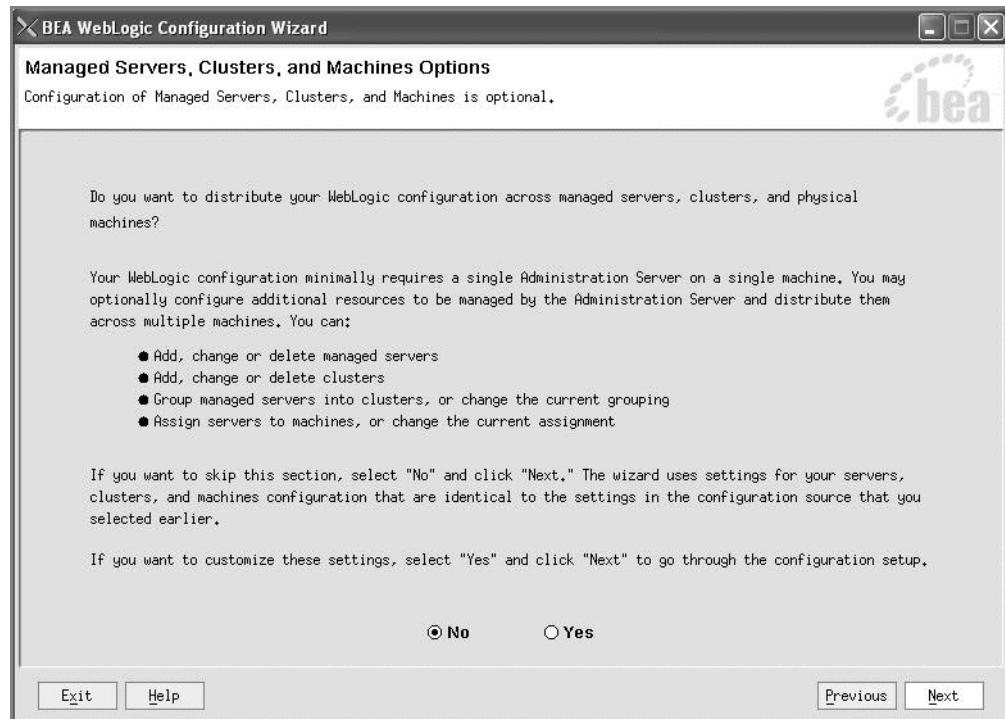 BEA WebLogic Configuration Wizard
Managed Servers, Clusters, and Machines Options
Configuration of Managed Servers, Clusters, and Machines is optional.
bea
Do you want to distribute your WebLogic configuration across managed servers, clusters, and physical
machines?
Your WebLogic configuration minimally requires a single Administration Server on a single machine. You may
optionally configure additional resources to be managed by the Administration Server and distribute them
across multiple machines. You can:
Add, change or delete managed servers
Add, change or delete clusters
Group managed servers into clusters, or change the current grouping
Assign servers to machines, or change the current assignment
If you want to skip this section, select "No" and click "Next." The wizard uses settings for your servers,
clusters, and machines configuration that are identical to the settings in the configuration source that you
selected earlier.
If you want to customize these settings, select "Yes" and click "Next" to go through the configuration setup.
No Yes
Exit Help Previous Next